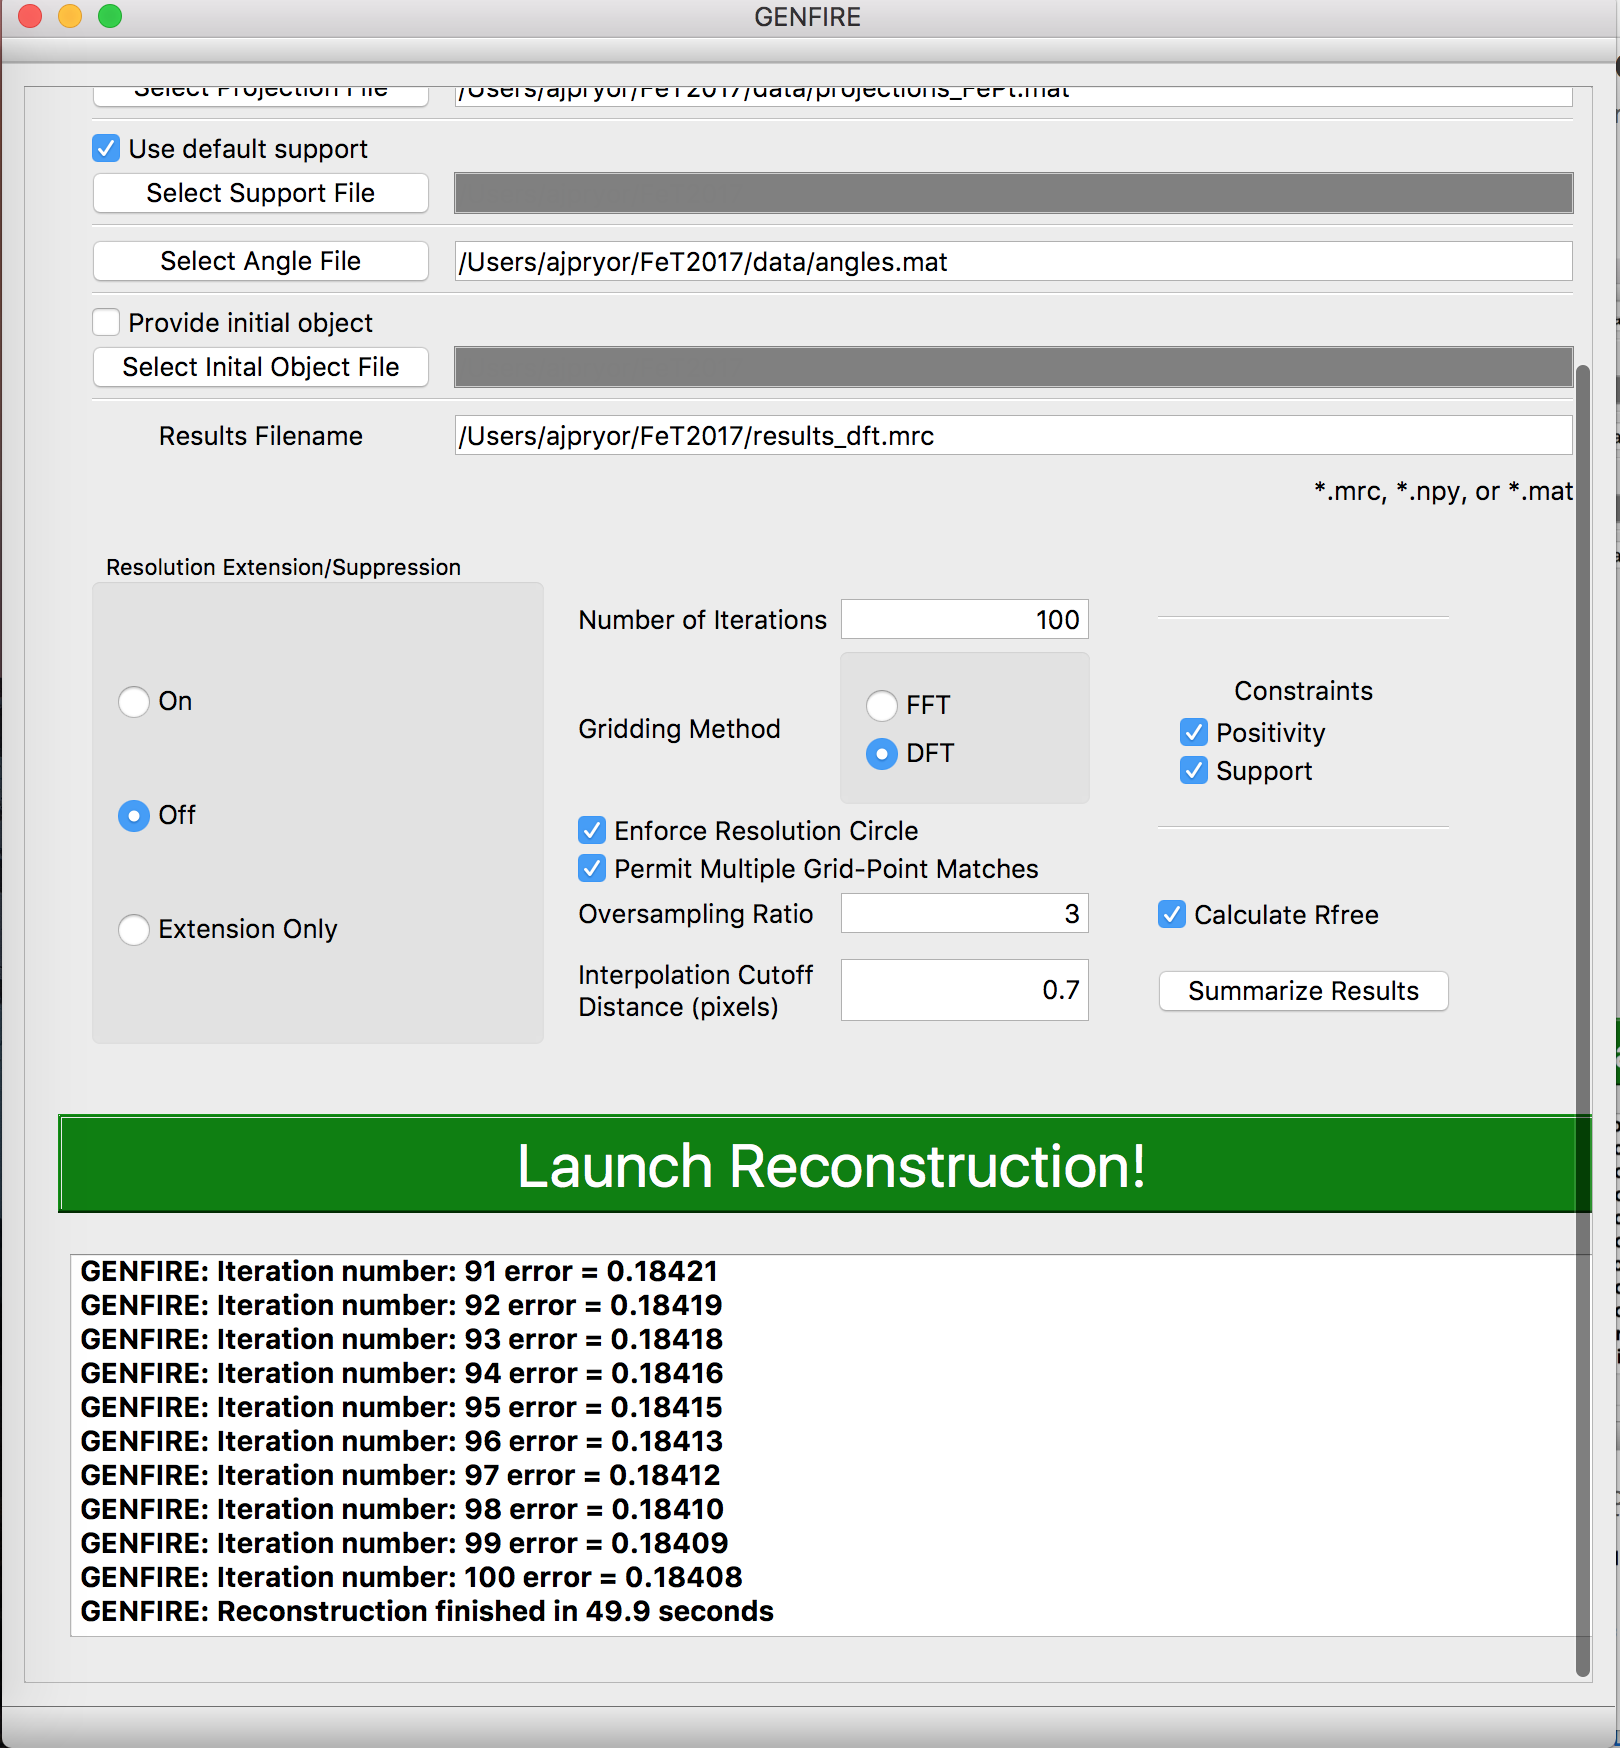 GENFIRE
Select Projection File
/Users/ajpryor/FeT2017/data/projections_FePt.mat
Use default support
Select Support File
Select Angle File
/Users/ajpryor/FeT2017/data/angles.mat
Provide initial object
Select Inital Object File
Results Filename
/Users/ajpryor/FeT2017/results_dft.mrc
*.mrc, *.npy, or *.mat
Resolution Extension/Suppression
On
Off
Extension Only
Number of Iterations
100
Gridding Method
FFT
DFT
Enforce Resolution Circle
Permit Multiple Grid-Point Matches
Oversampling Ratio
3
Interpolation Cutoff
Distance (pixels)
0.7
Constraints
Positivity
Support
Calculate Rfree
Summarize Results
Launch Reconstruction!
GENFIRE: Iteration number: 91 error = 0.18421
GENFIRE: Iteration number: 92 error = 0.18419
GENFIRE: Iteration number: 93 error = 0.18418
GENFIRE: Iteration number: 94 error = 0.18416
GENFIRE: Iteration number: 95 error = 0.18415
GENFIRE: Iteration number: 96 error = 0.18413
GENFIRE: Iteration number: 97 error = 0.18412
GENFIRE: Iteration number: 98 error = 0.18410
GENFIRE: Iteration number: 99 error = 0.18409
GENFIRE: Iteration number: 100 error = 0.18408
GENFIRE: Reconstruction finished in 49.9 seconds